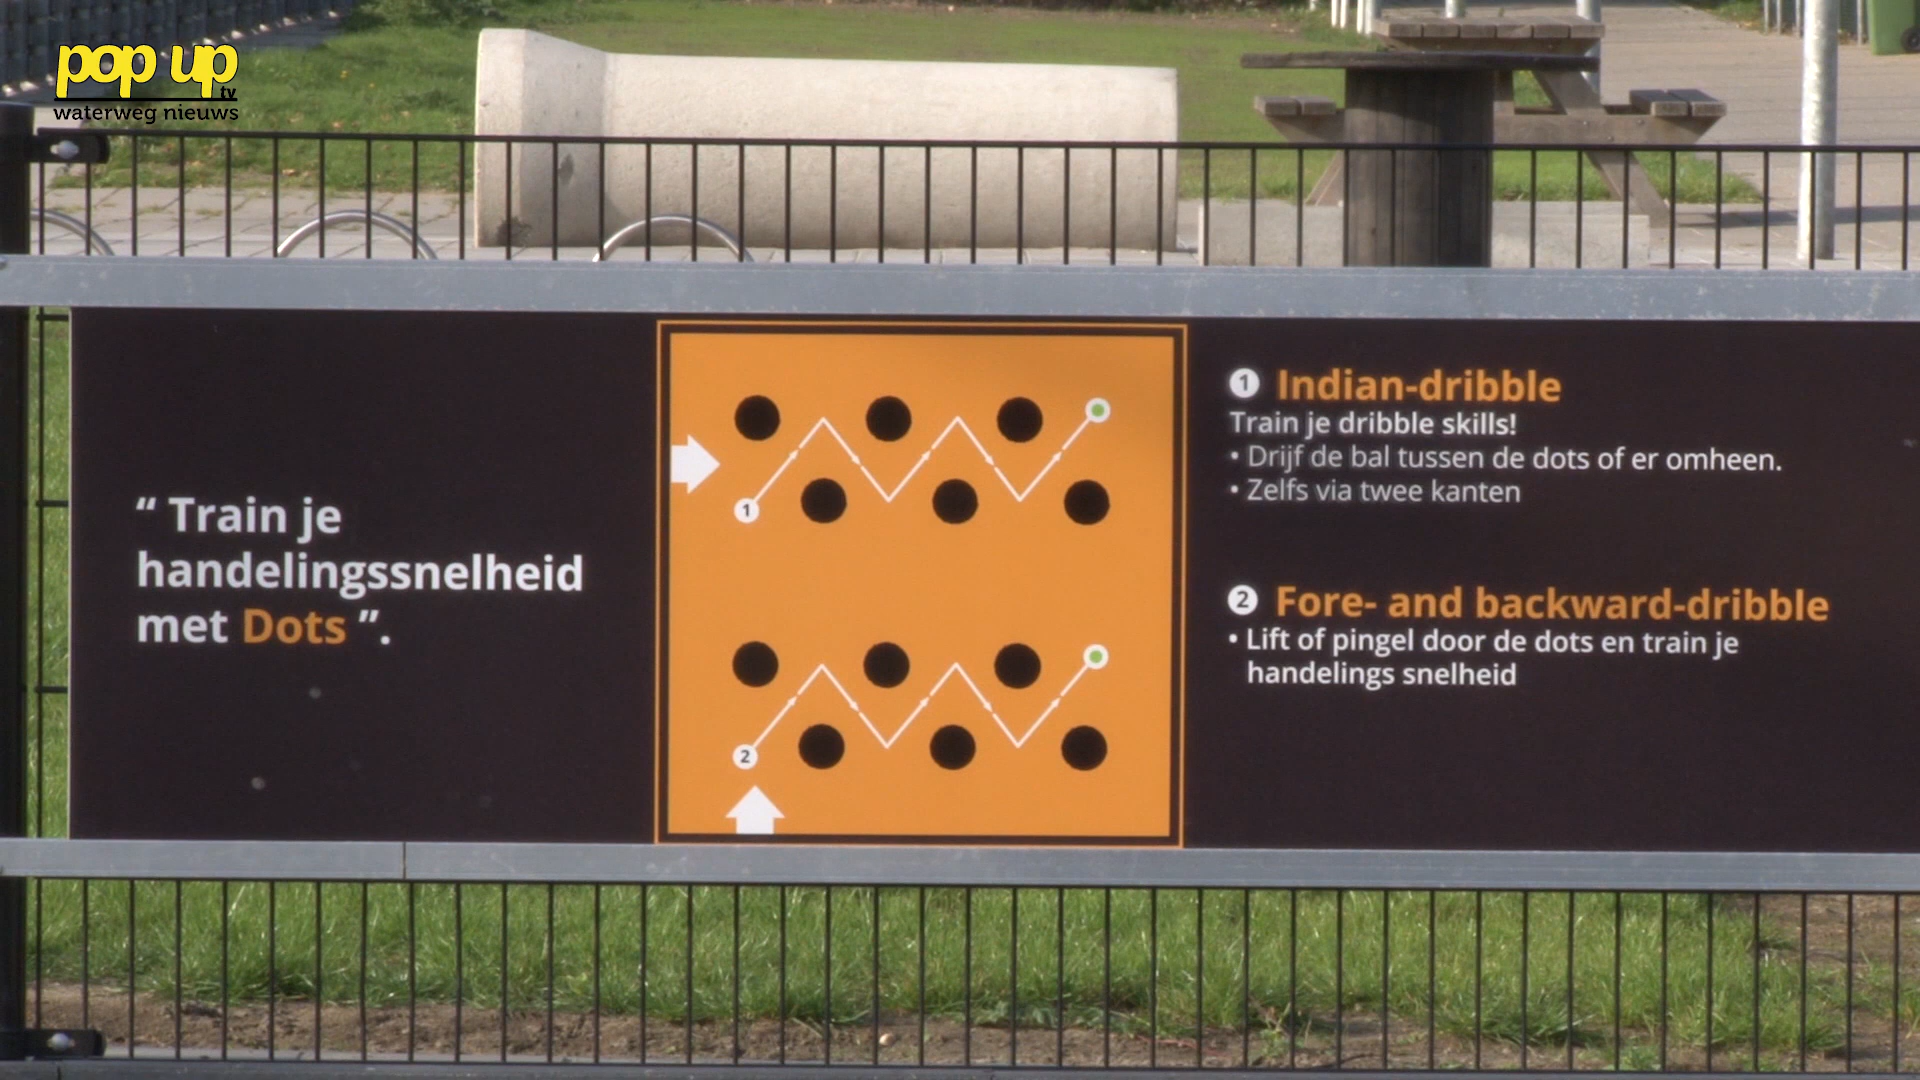 pop up
tv
waterweg nieuws
“ Train je
handelingssnelheid
met Dots ”.
1
2
1 Indian-dribble
Train je dribble skills!
• Drijf de bal tussen de dots of er omheen.
• Zelfs via twee kanten
2 Fore- and backward-dribble
• Lift of pingel door de dots en train je
handelings snelheid